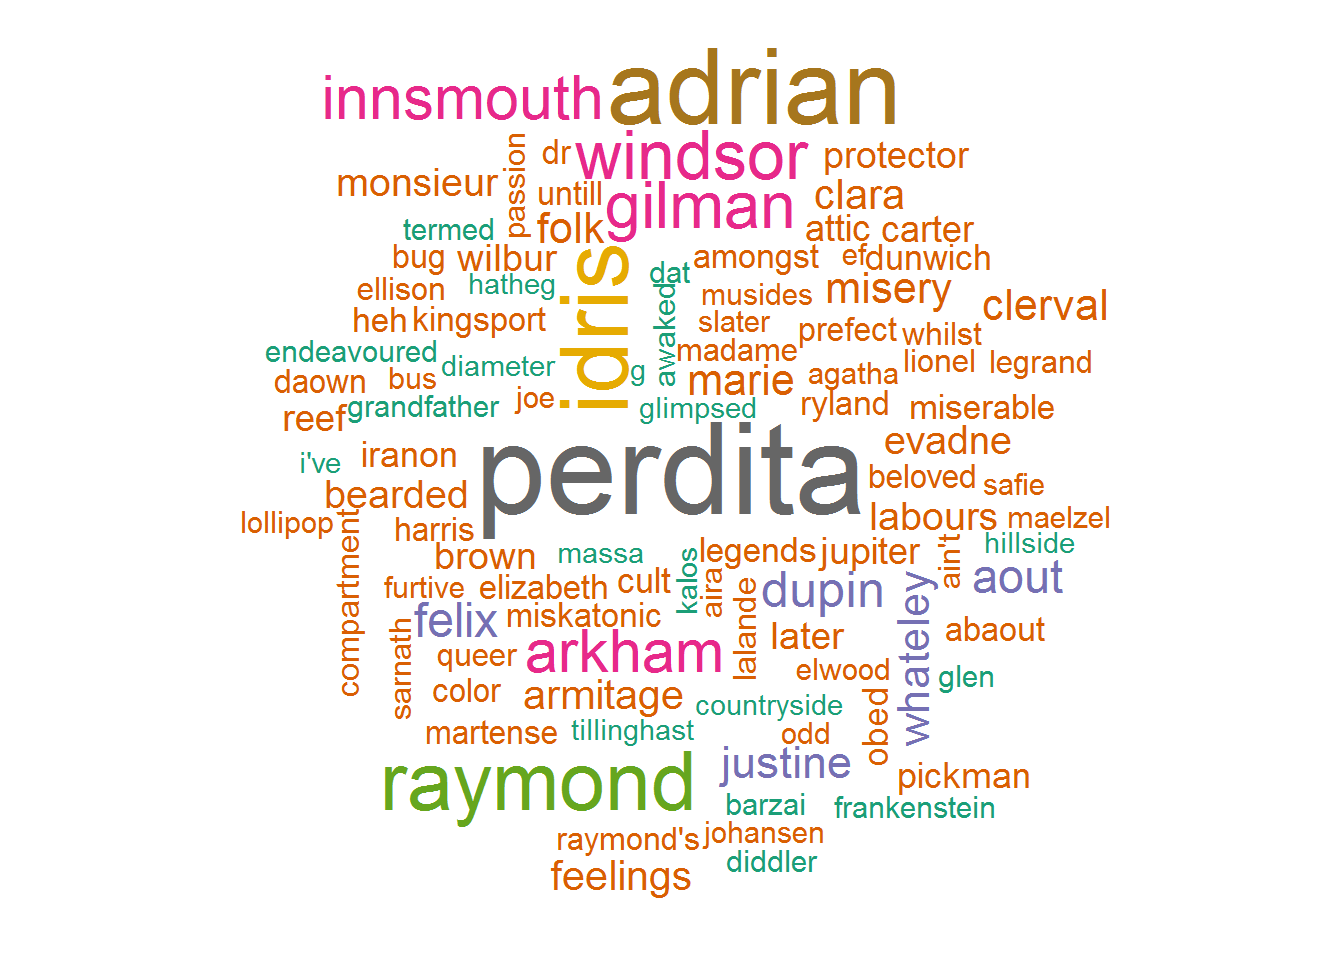 adrian
innsmouth
windsor
dr
protector
passion
monsieur
untill
gilman
clara
termed
folk
attic
carter
bug
wilbur
idris
amongst
ef
dunwich
ellison
hatheg
dat
musides
misery
clerval
heh
kingsport
awaked
slater
prefect
whilst
endeavoured
diameter
madame
lionel
legrand
daown
bus
g
marie
agatha
reef
grandfather
joe
glimpsed
ryland
miserable
i've
iranon
perdita
evadne
beloved
safie
bearded
lollipop
harris
labours
maelzel
compartment
brown
massa
legends
jupiter
ain't
hillside
furtive
elizabeth
cult
kalos
aira
lalande
dupin
whateley
aout
felix
miskatonic
sarnath
queer
arkham
later
abaout
color
armitage
elwood
glen
countryside
martense
tillinghast
odd
obed
raymond
justine
pickman
barzai
frankenstein
raymond's
johansen
feelings
diddler